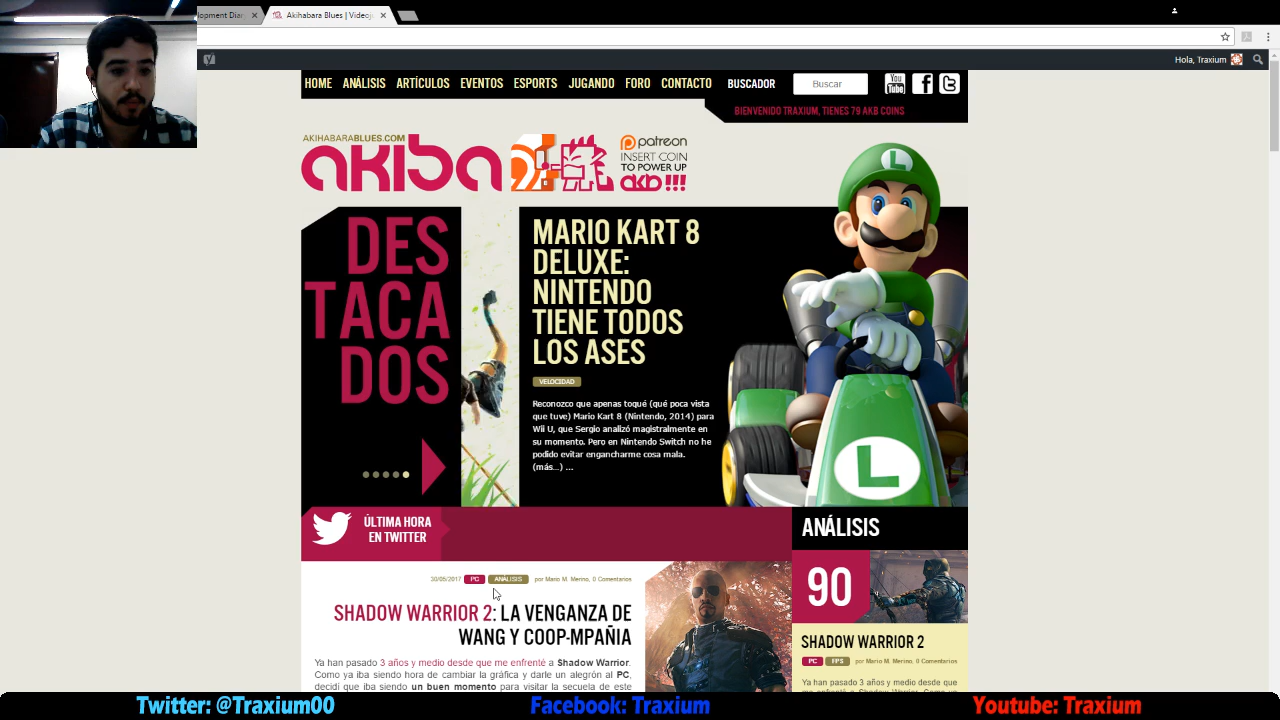 lopment Diar
Akihabara Blues | Videoju
Hola, Traxium
HOME ANÁLISIS ARTÍCULOS EVENTOS ESPORTS JUGANDO FORO CONTACTO BUSCADOR Buscar You Tube
BIENVENIDO TRAXIUM, TIENES 79 AKB COINS
AKIHABARABLUES.COM
akiba
patreon
INSERT COIN
TO POWER UP
akb !!!
DES
TACA
DOS
MARIO KART 8
DELUXE:
NINTENDO
TIENE TODOS
LOS ASES
VELOCIDAD
Reconozco que apenas toqué (qué poca vista
que tuve) Mario Kart 8 (Nintendo, 2014) para
Wii U, que Sergio analizó magistralmente en
su momento. Pero en Nintendo Switch no he
podido evitar engancharme cosa mala.
(más...) ...
L
L
ÚLTIMA HORA
EN TWITTER
ANÁLISIS
90
30/05/2017 PC ANÁLISIS por Mario M. Merino, 0 Comentarios
SHADOW WARRIOR 2: LA VENGANZA DE
WANG Y COOP-MPAÑIA
Ya han pasado 3 años y medio desde que me enfrenté a Shadow Warrior.
Como ya iba siendo hora de cambiar la gráfica y darle un alegrón al PC,
decidí que iba siendo un buen momento para visitar la secuela de este
SHADOW WARRIOR 2
PC FPS por Mario M. Merino, 0 Comentarios
Ya han pasado 3 años y medio desde que
Twitter: @Traxium00 Facebook: Traxium Youtube: Traxium